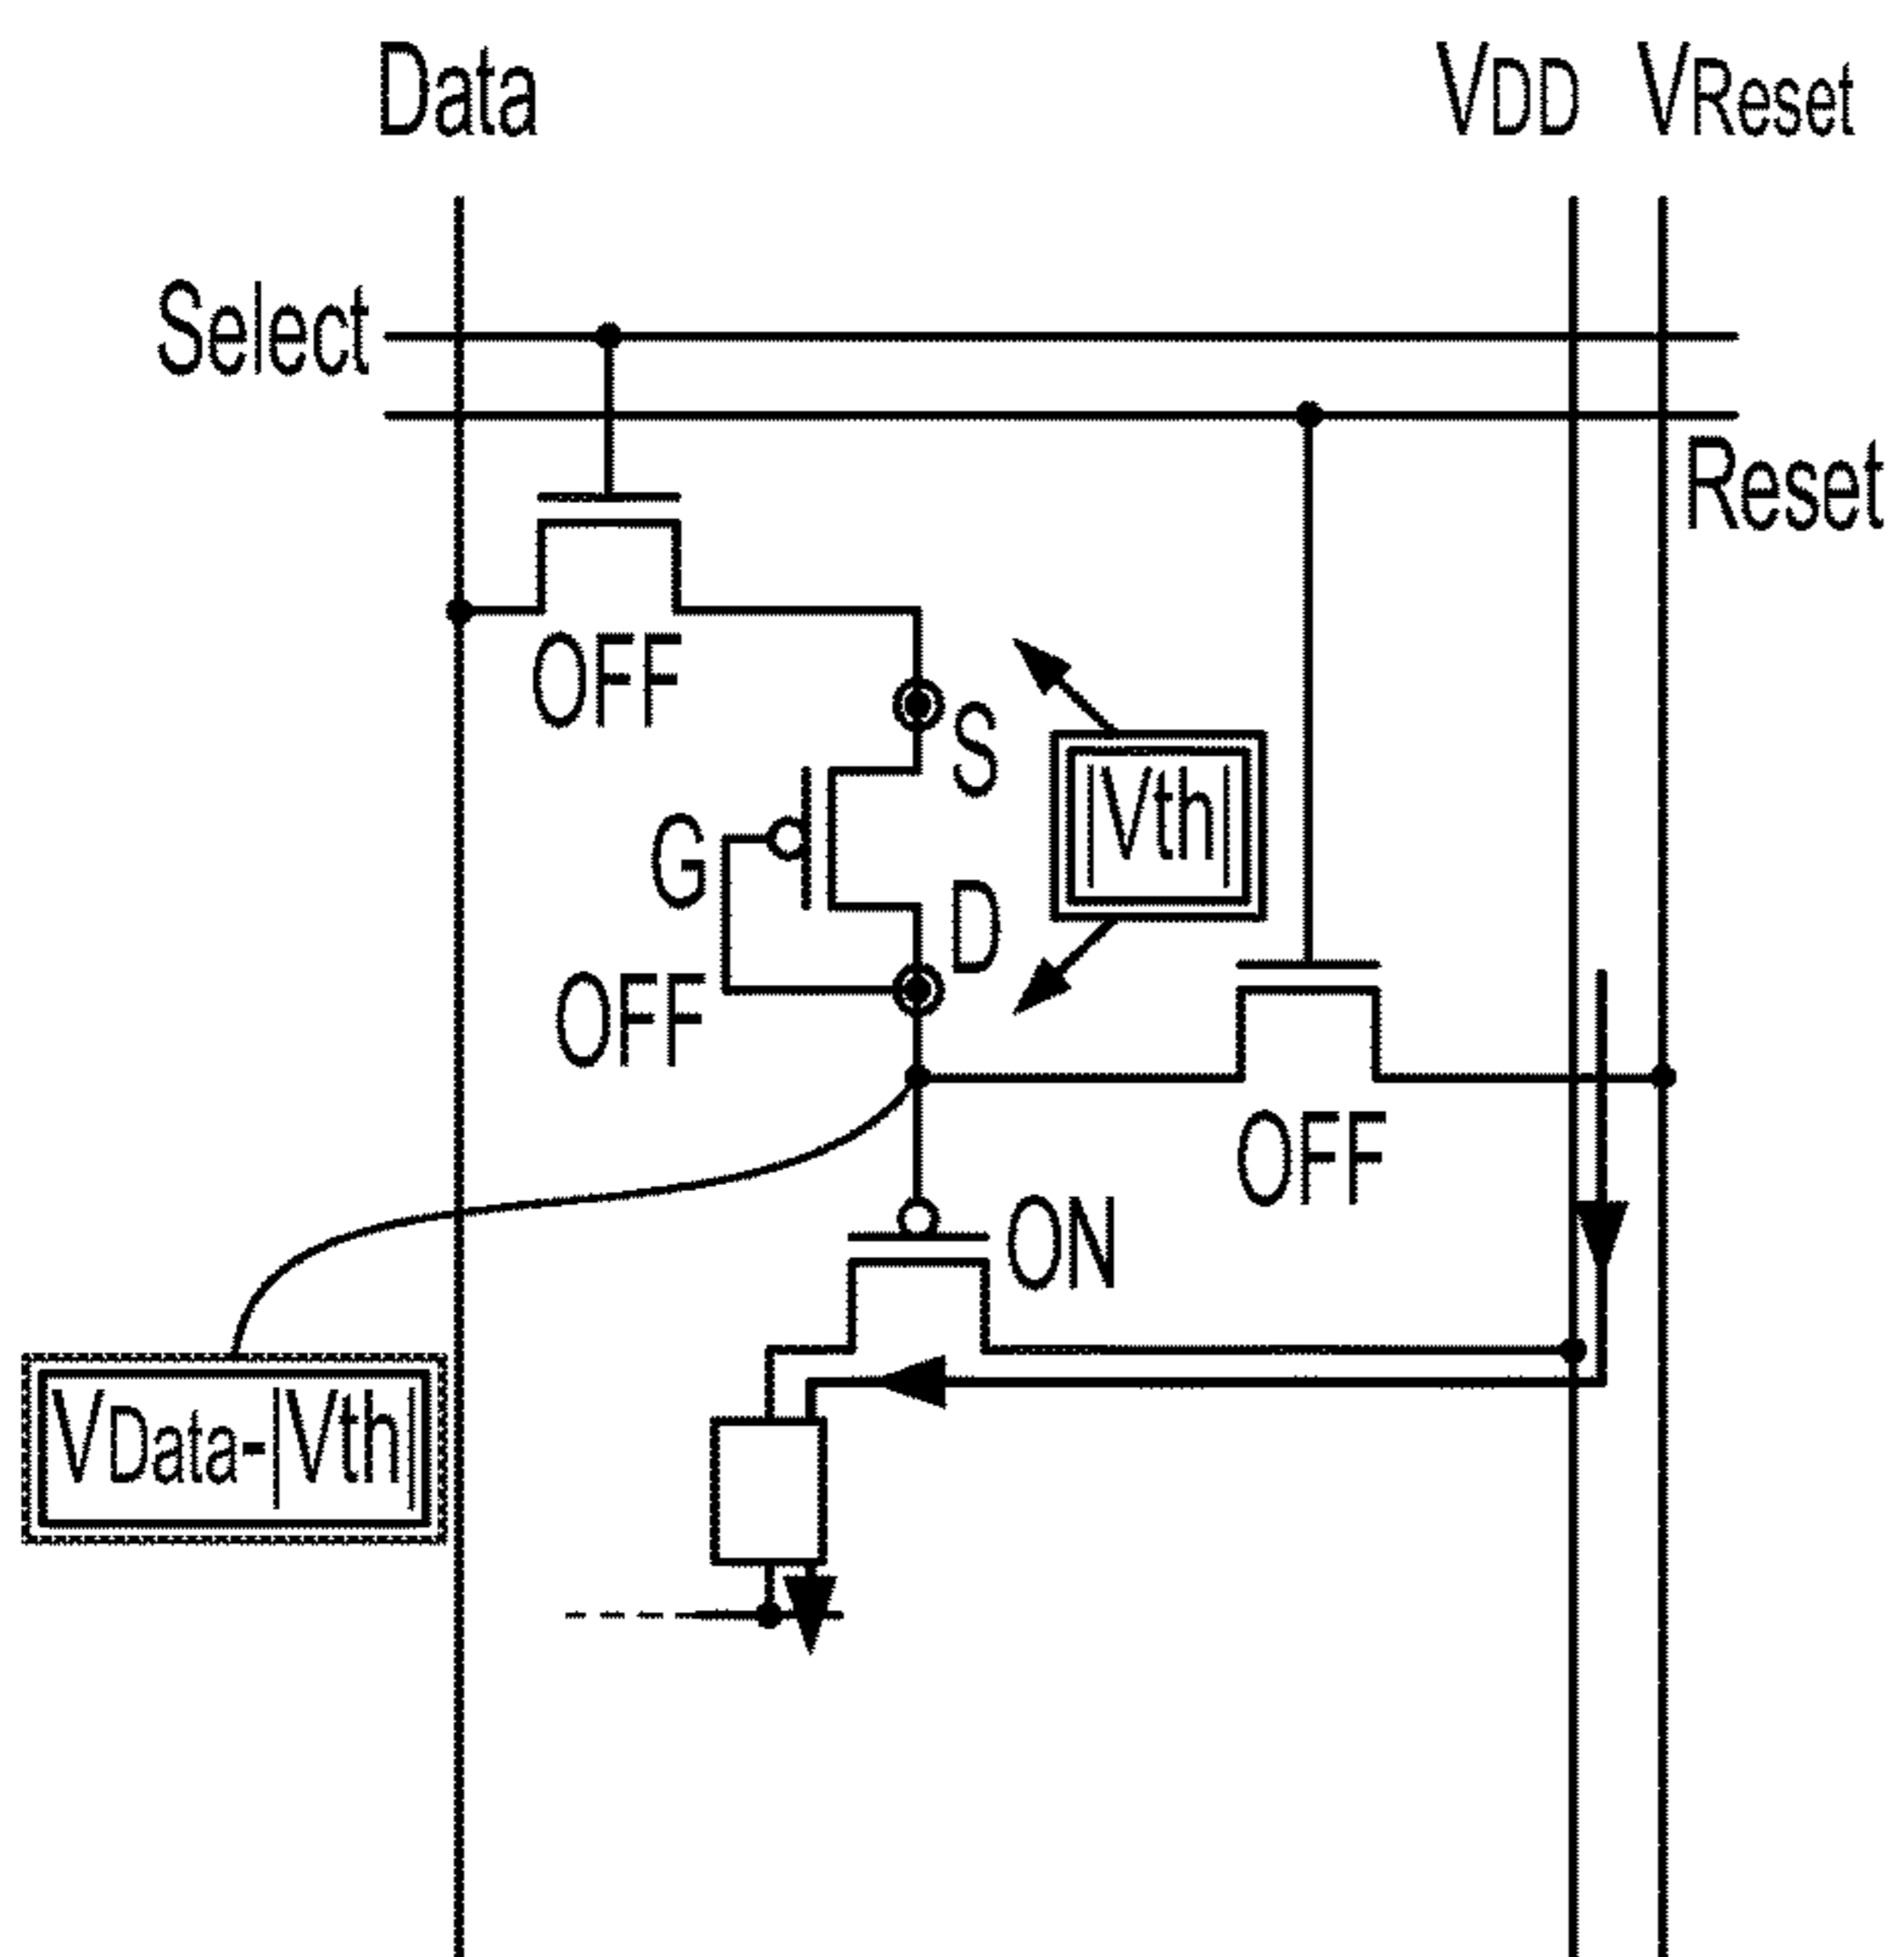 Data
VDD
VReset
Select
Reset
OFF
S
|Vth|
G
D
OFF
OFF
ON
VData-|Vth|